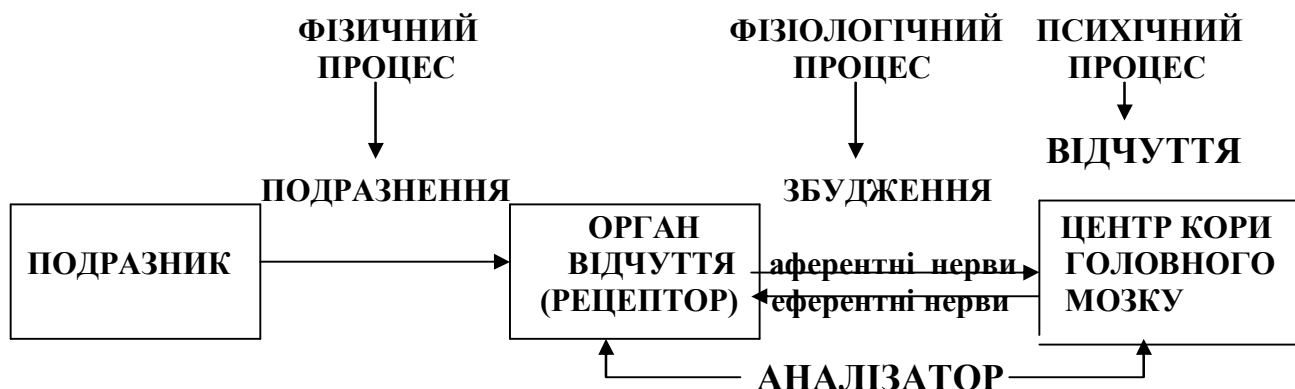 ФІЗИЧНИЙ
ПРОЦЕС
ФІЗІОЛОГІЧНИЙ
ПРОЦЕС
ПСИХІЧНИЙ
ПРОЦЕС
ВІДЧУТТЯ
ПОДРАЗНЕННЯ
ЗБУДЖЕННЯ
ПОДРАЗНИК
ОРГАН
ВІДЧУТТЯ
(РЕЦЕПТОР)
аферентні нерви
еферентні нерви
ЦЕНТР КОРИ
ГОЛОВНОГО
МОЗКУ
АНАЛІЗАТОР